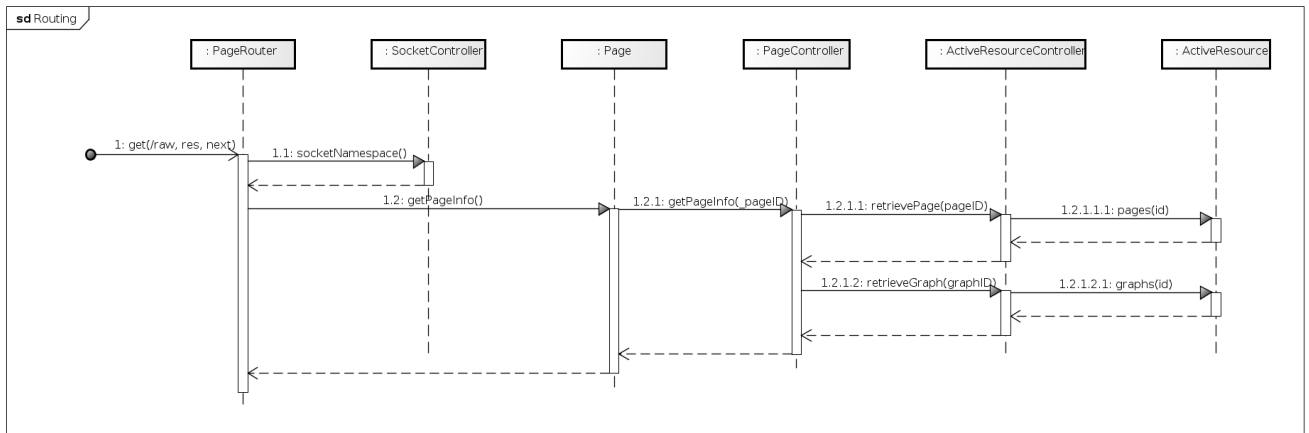 sd Routing
: PageRouter
: SocketController
: Page
: PageController
: ActiveResourceController
: ActiveResource
1: get(/raw, res, next)
1.1: socketNamespace()
1.2: getPageInfo()
1.2.1: getPageInfo(_pageID)
1.2.1.1: retrievePage(pageID)
1.2.1.1.1: pages(id)
1.2.1.2: retrieveGraph(graphID)
1.2.1.2.1: graphs(id)